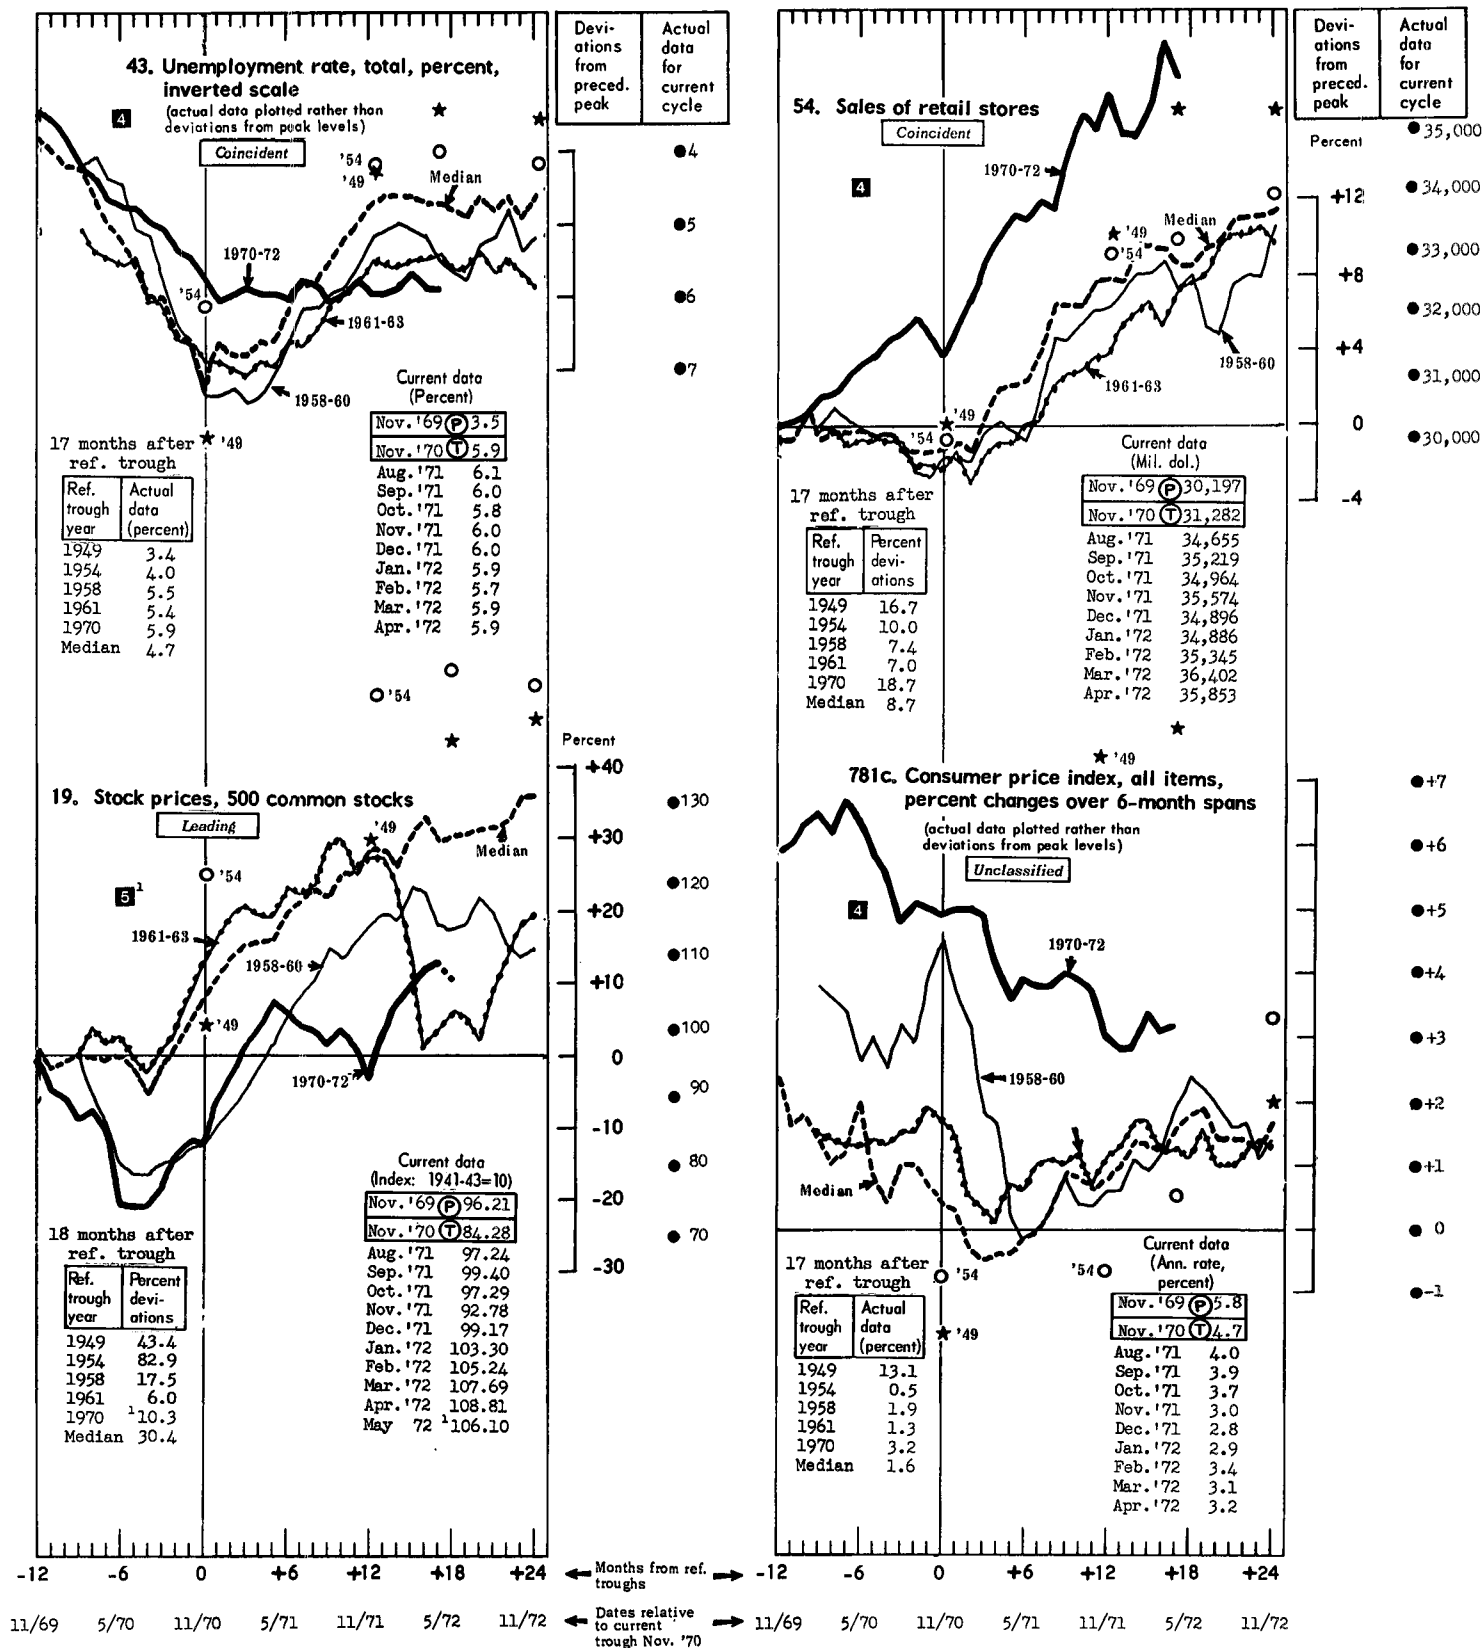 Devi-
ations
from
preced.
peak
Actual
data
for
current
cycle
43. Unemployment rate, total, percent,
inverted scale
(actual data plotted rather than
deviations from peak levels)
4
Coincident
'54
'49
Median
1970-72
'54
1961-63
1958-60
'49
4
5
6
7
Current data
(Percent)
Nov. '69 P 3.5
Nov. '70 T 5.9
Aug. '71 6.1
Sep. '71 6.0
Oct. '71 5.8
Nov. '71 6.0
Dec. '71 6.0
Jan. '72 5.9
Feb. '72 5.7
Mar. '72 5.9
Apr. '72 5.9
17 months after
ref. trough
Ref.
trough
year
Actual
data
(percent)
1949 3.4
1954 4.0
1958 5.5
1961 5.4
1970 5.9
Median 4.7
'54
Percent
+40
+30
+20
+10
0
-10
-20
-30
130
120
110
100
90
80
70
19. Stock prices, 500 common stocks
Leading
'49
Median
'54
5 1
1961-63
1958-60
'49
1970-72
Current data
(Index: 1941-43=10)
Nov. '69 P 96.21
Nov. '70 T 84.28
Aug. '71 97.24
Sep. '71 99.40
Oct. '71 97.29
Nov. '71 92.78
Dec. '71 99.17
Jan. '72 103.30
Feb. '72 105.24
Mar. '72 107.69
Apr. '72 108.81
May 72 1 106.10
18 months after
ref. trough
Ref.
trough
year
Percent
devi-
ations
1949 43.4
1954 82.9
1958 17.5
1961 6.0
1970 1 10.3
Median 30.4
-12 -6 0 +6 +12 +18 +24
11/69 5/70 11/70 5/71 11/71 5/72 11/72
Months from ref.
troughs
Dates relative
to current
trough Nov. '70
Devi-
ations
from
preced.
peak
Actual
data
for
current
cycle
54. Sales of retail stores
Coincident
Percent
+12
+8
+4
0
-4
35,000
34,000
33,000
32,000
31,000
30,000
4
1970-72
Median
'49
'54
1958-60
1961-63
'49
'54
Current data
(Mil. dol.)
Nov. '69 P 30,197
Nov. '70 T 31,282
Aug. '71 34,655
Sep. '71 35,219
Oct. '71 34,964
Nov. '71 35,574
Dec. '71 34,896
Jan. '72 34,886
Feb. '72 35,345
Mar. '72 36,402
Apr. '72 35,853
17 months after
ref. trough
Ref.
trough
year
Percent
devi-
ations
1949 16.7
1954 10.0
1958 7.4
1961 7.0
1970 18.7
Median 8.7
'49
781c. Consumer price index, all items,
percent changes over 6-month spans
(actual data plotted rather than
deviations from peak levels)
Unclassified
4
1970-72
1958-60
Median
'54
'54
'49
+7
+6
+5
+4
+3
+2
+1
0
-1
Current data
(Ann. rate,
percent)
Nov. '69 P 5.8
Nov. '70 T 4.7
Aug. '71 4.0
Sep. '71 3.9
Oct. '71 3.7
Nov. '71 3.0
Dec. '71 2.8
Jan. '72 2.9
Feb. '72 3.4
Mar. '72 3.1
Apr. '72 3.2
17 months after
ref. trough
Ref.
trough
year
Actual
data
(percent)
1949 13.1
1954 0.5
1958 1.9
1961 1.3
1970 3.2
Median 1.6
-12 -6 0 +6 +12 +18 +24
11/69 5/70 11/70 5/71 11/71 5/72 11/72